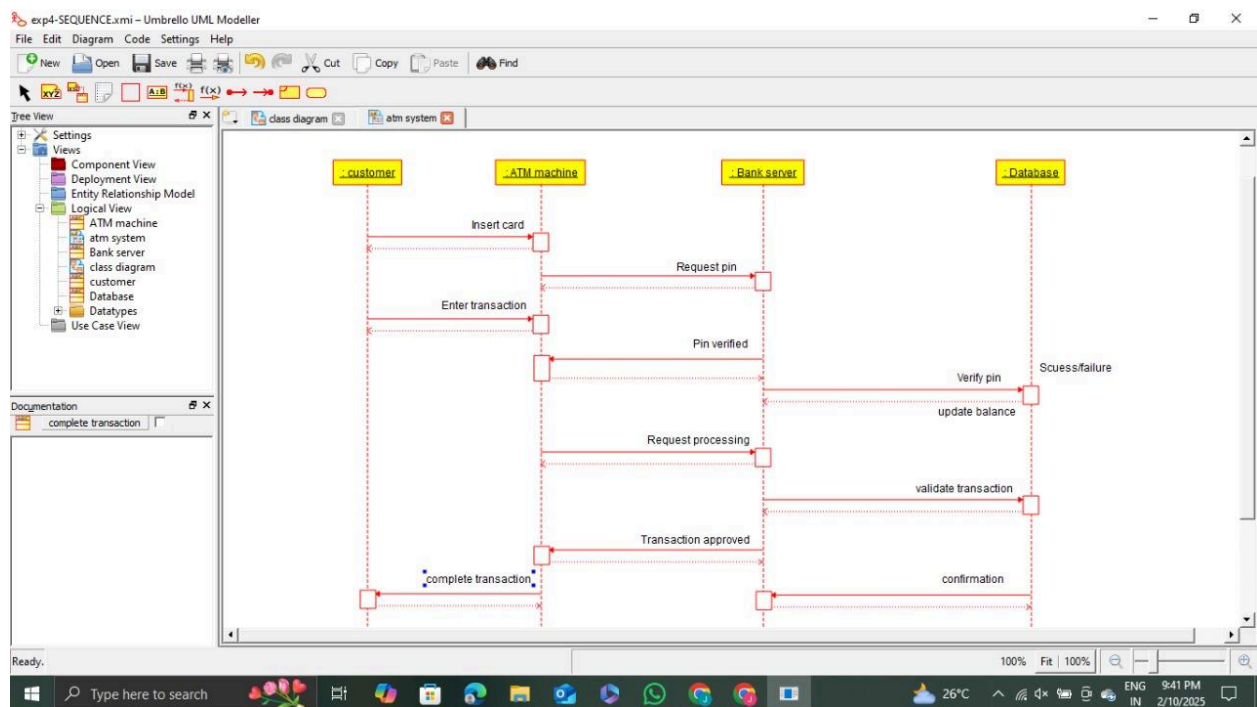 exp4-SEQUENCE.xmi – Umbrello UML Modeller
File Edit Diagram Code Settings Help
New Open Save Cut Copy Paste Find
XYZ A:B f(x) f(x)
Tree View
class diagram atm system
Settings
Views
Component View
Deployment View
Entity Relationship Model
Logical View
ATM machine
atm system
Bank server
class diagram
customer
Database
Datatypes
Use Case View
Documentation
complete transaction
: customer :ATM machine : Bank server : Database
Insert card
Request pin
Enter transaction
Pin verified
Scuess/failure
Verify pin
update balance
Request processing
validate transaction
Transaction approved
complete transaction
confirmation
Ready.
100% Fit 100%
Type here to search
26°C
ENG
IN
9:41 PM
2/10/2025